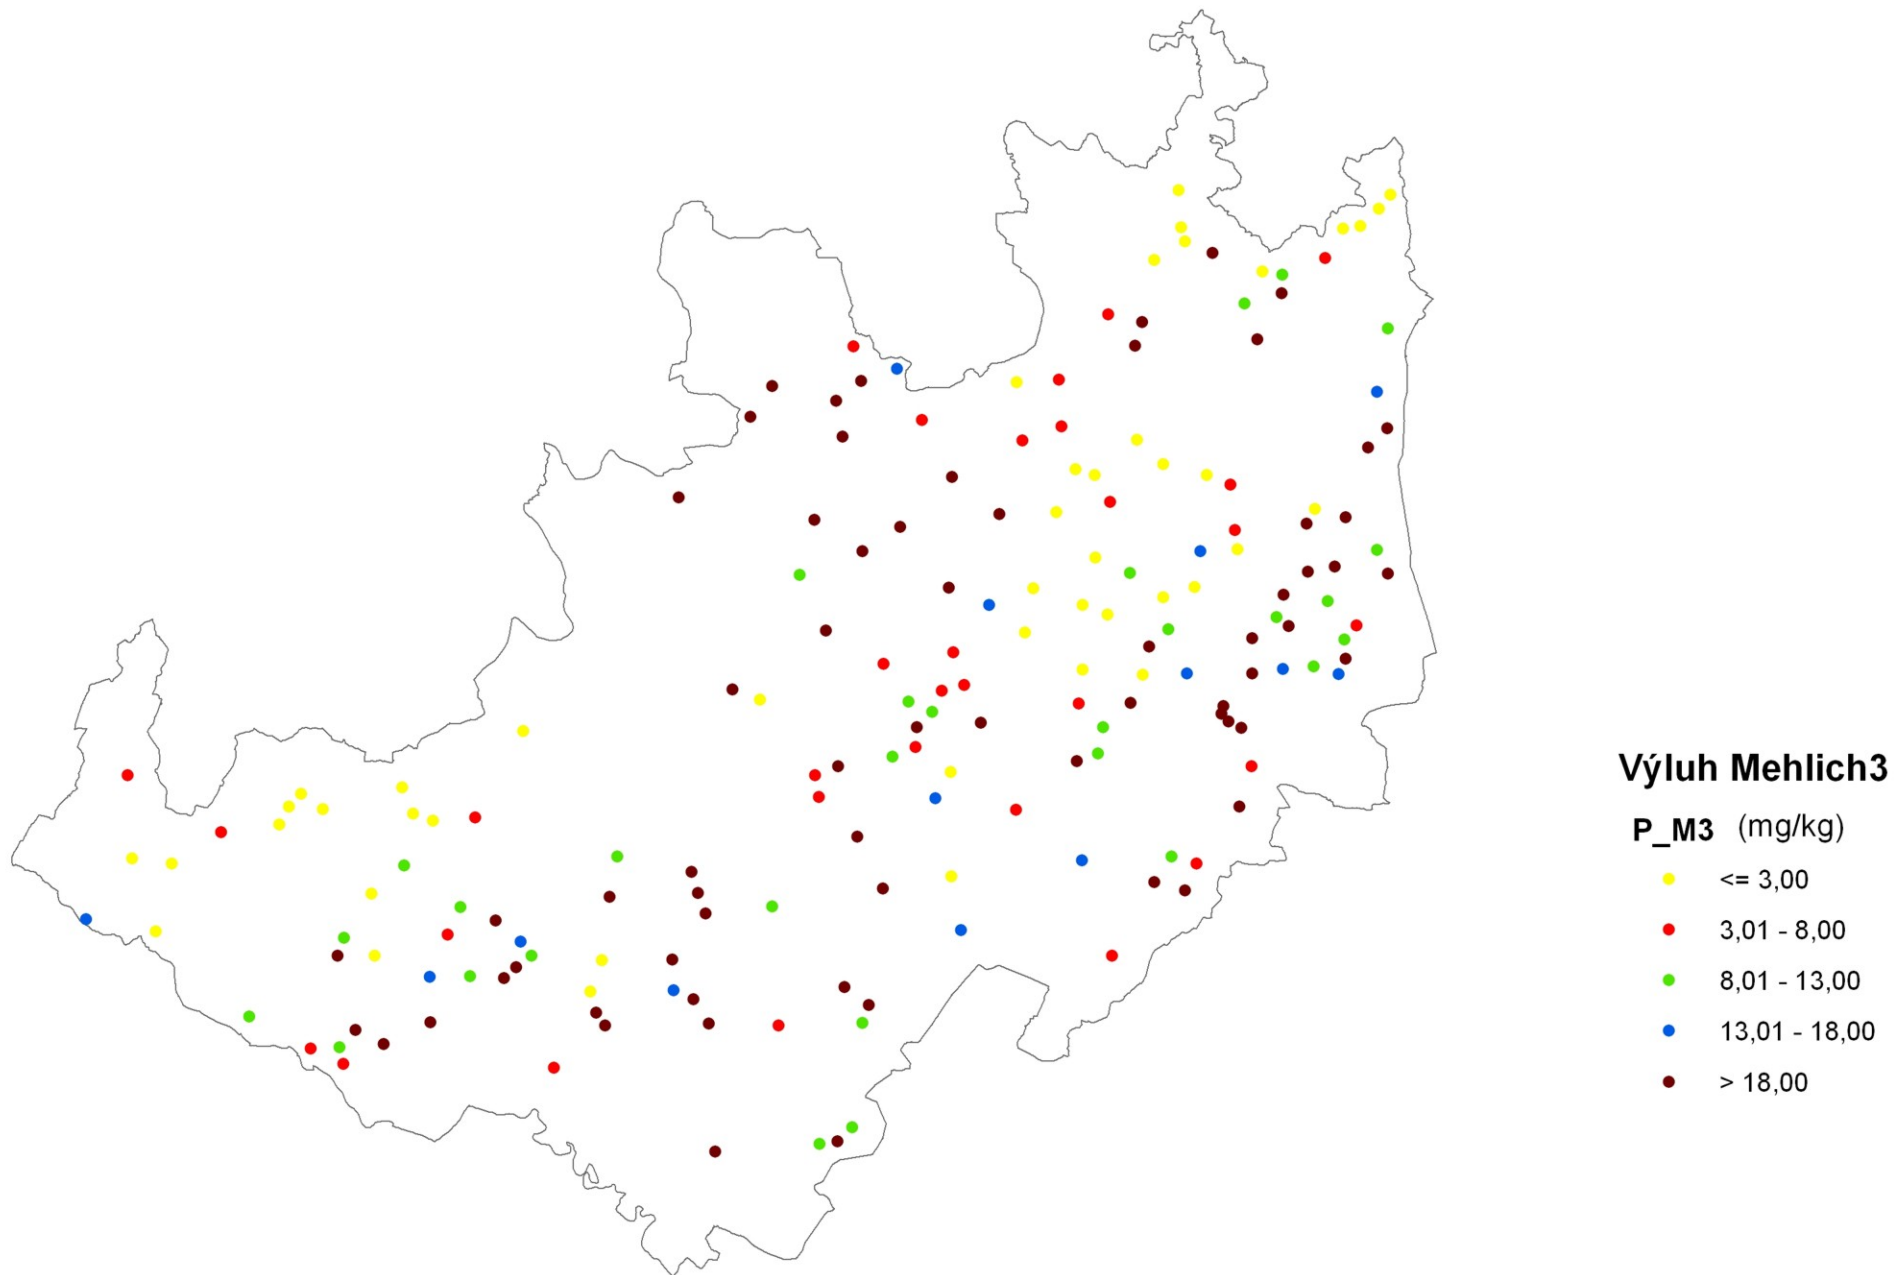 Výluh Mehlich3
P_M3 (mg/kg)
<= 3,00
3,01 - 8,00
8,01 - 13,00
13,01 - 18,00
> 18,00